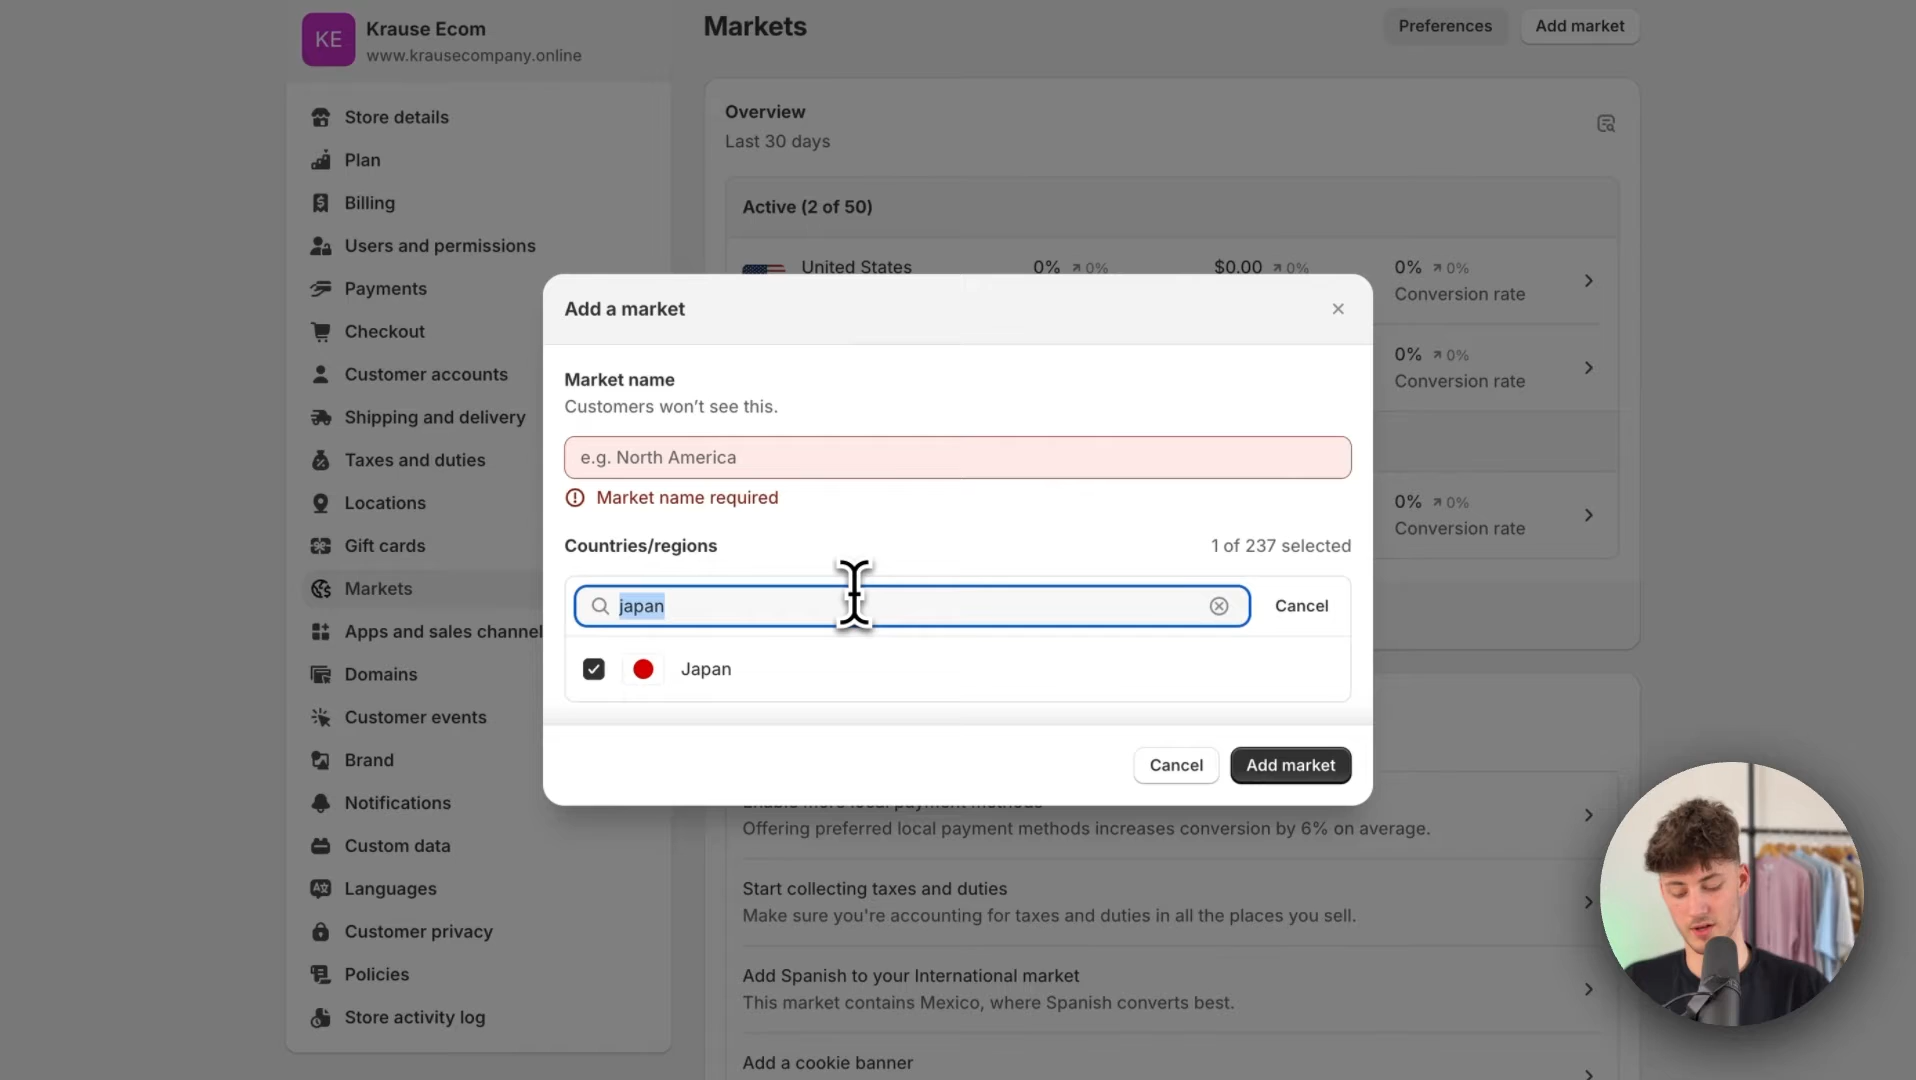 KE
Krause Ecom
www.krausecompany.online
Store details
Plan
Billing
Users and permissions
Payments
Checkout
Customer accounts
Shipping and delivery
Taxes and duties
Locations
Gift cards
Markets
Apps and sales channel
Domains
Customer events
Brand
Notifications
Custom data
Languages
Customer privacy
Policies
Store activity log
Markets
Preferences
Add market
Overview
Last 30 days
Active (2 of 50)
United States
0% 0%
$0.00 0%
0% 0%
Conversion rate
0% 0%
Conversion rate
0% 0%
Conversion rate
Add a market
Market name
Customers won’t see this.
e.g. North America
Market name required
Countries/regions
1 of 237 selected
japan
Cancel
Japan
Cancel
Add market
Enable more local payment methods
Offering preferred local payment methods increases conversion by 6% on average.
Start collecting taxes and duties
Make sure you're accounting for taxes and duties in all the places you sell.
Add Spanish to your International market
This market contains Mexico, where Spanish converts best.
Add a cookie banner